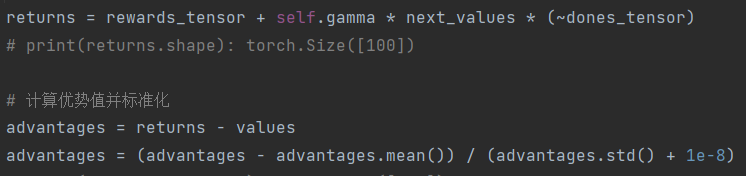 returns = rewards_tensor + self.gamma * next_values * (~dones_tensor)
# print(returns.shape): torch.Size([100])
# 计算优势值并标准化
advantages = returns - values
advantages = (advantages - advantages.mean()) / (advantages.std() + 1e-8)